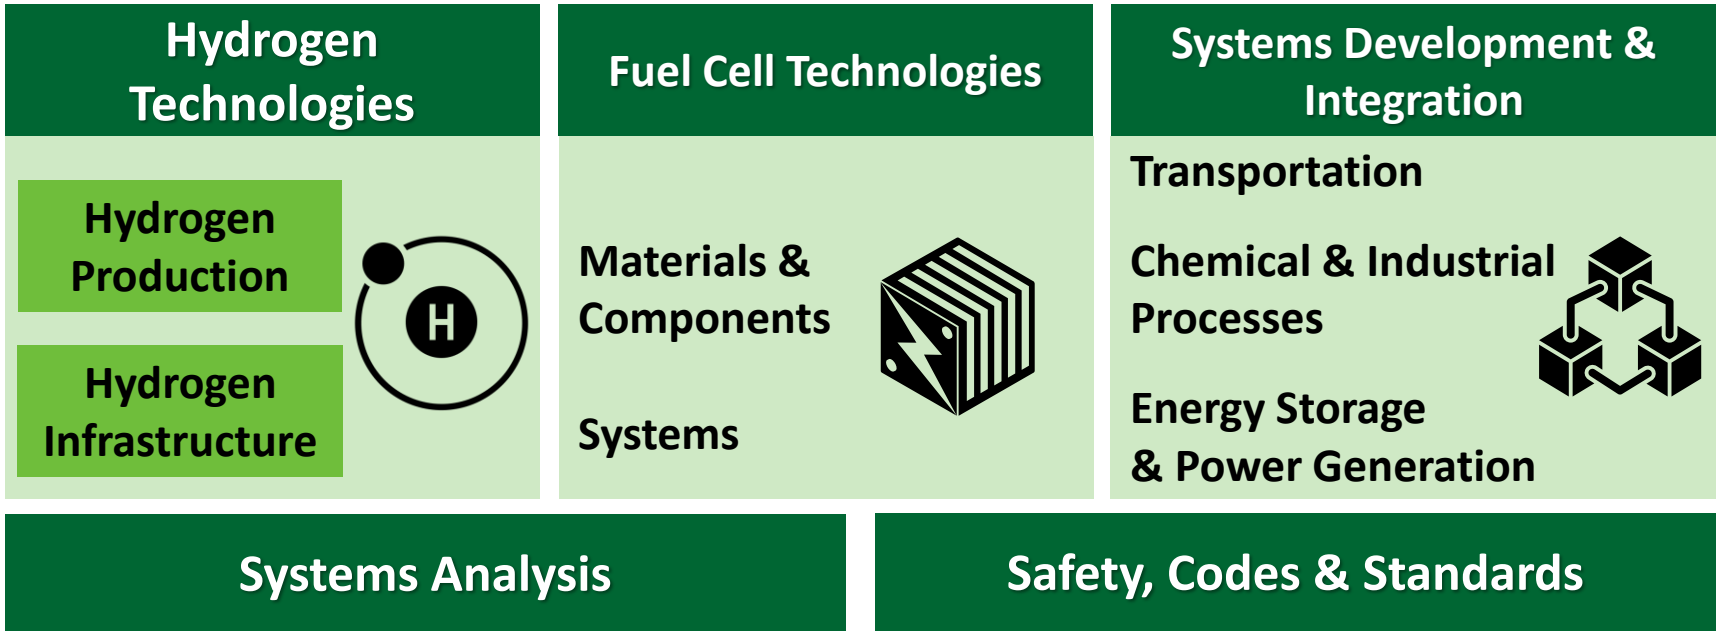 Hydrogen
Technologies
Hydrogen
Production
Hydrogen
Infrastructure
H
Fuel Cell Technologies
Materials &
Components
Systems
Systems Development &
Integration
Transportation
Chemical & Industrial
Processes
Energy Storage
& Power Generation
Systems Analysis
Safety, Codes & Standards